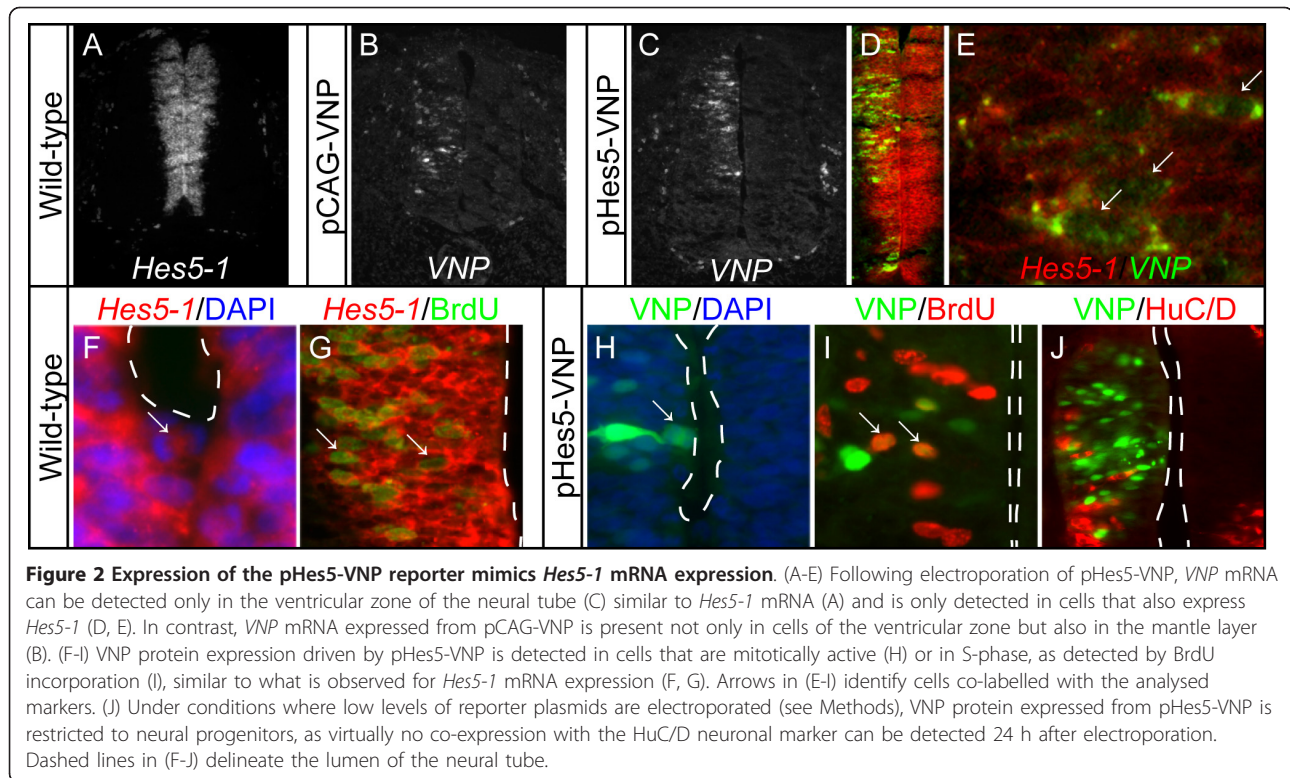 Wild-type
A
Hes5-1
pCAG-VNP
B
VNP
pHes5-VNP
C
VNP
D
E
Hes5-1 VNP
Wild-type
Hes5-1/DAPI
F
Hes5-1/BrdU
G
pHes5-VNP
VNP/DAPI
H
VNP/BrdU
I
VNP/HuC/D
J
Figure 2 Expression of the pHes5-VNP reporter mimics Hes5-1 mRNA expression. (A-E) Following electroporation of pHes5-VNP, VNP mRNA
can be detected only in the ventricular zone of the neural tube (C) similar to Hes5-1 mRNA (A) and is only detected in cells that also express
Hes5-1 (D, E). In contrast, VNP mRNA expressed from pCAG-VNP is present not only in cells of the ventricular zone but also in the mantle layer
(B). (F-I) VNP protein expression driven by pHes5-VNP is detected in cells that are mitotically active (H) or in S-phase, as detected by BrdU
incorporation (I), similar to what is observed for Hes5-1 mRNA expression (F, G). Arrows in (E-I) identify cells co-labelled with the analysed
markers. (J) Under conditions where low levels of reporter plasmids are electroporated (see Methods), VNP protein expressed from pHes5-VNP is
restricted to neural progenitors, as virtually no co-expression with the HuC/D neuronal marker can be detected 24 h after electroporation.
Dashed lines in (F-J) delineate the lumen of the neural tube.